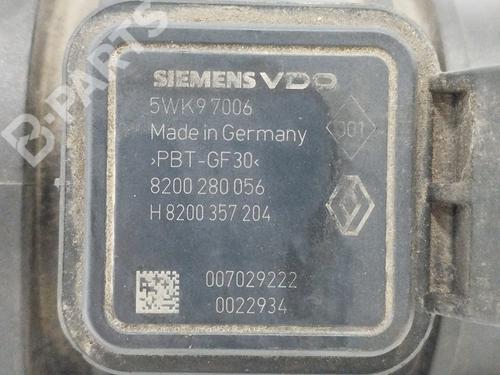 B-PARTS
SIEMENS VDO
5WK9 7006
Made in Germany
001
>PBT-GF30<
8200 280 056
H 8200 357 204
007029222
0022934